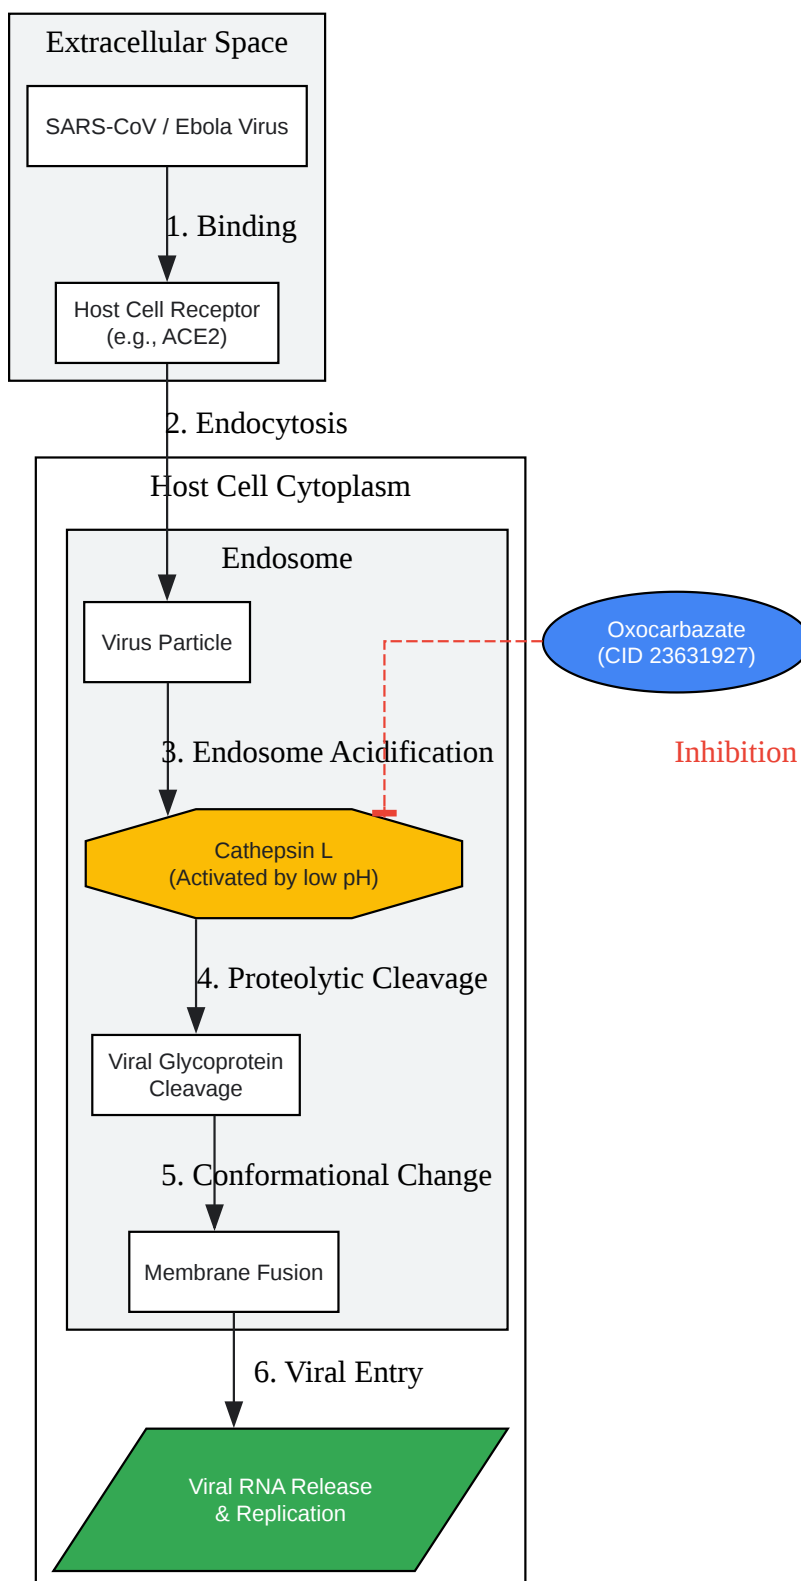 Extracellular Space
SARS-CoV / Ebola Virus
1. Binding
Host Cell Receptor
(e.g., ACE2)
2. Endocytosis
Host Cell Cytoplasm
Endosome
Virus Particle
Oxocarbazate
(CID 23631927)
3. Endosome Acidification
Inhibition
Cathepsin L
(Activated by low pH)
4. Proteolytic Cleavage
Viral Glycoprotein
Cleavage
5. Conformational Change
Membrane Fusion
6. Viral Entry
Viral RNA Release
& Replication